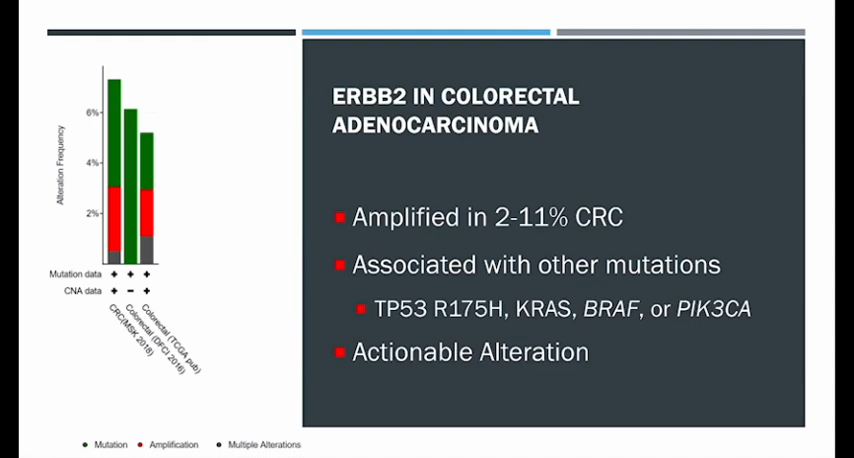 ERBB2 IN COLORECTAL
ADENOCARCINOMA
Amplified in 2-11% CRC
Associated with other mutations
TP53 R175H, KRAS, BRAF, or PIK3CA
Actionable Alteration
Alteration Frequency
6%
4%
2%
Mutation data + + +
CNA data + - +
CRC(MSK 2018)
Colorectal (DFCI 2016)
Colorectal (TCGA pub)
Mutation Amplification Multiple Alterations